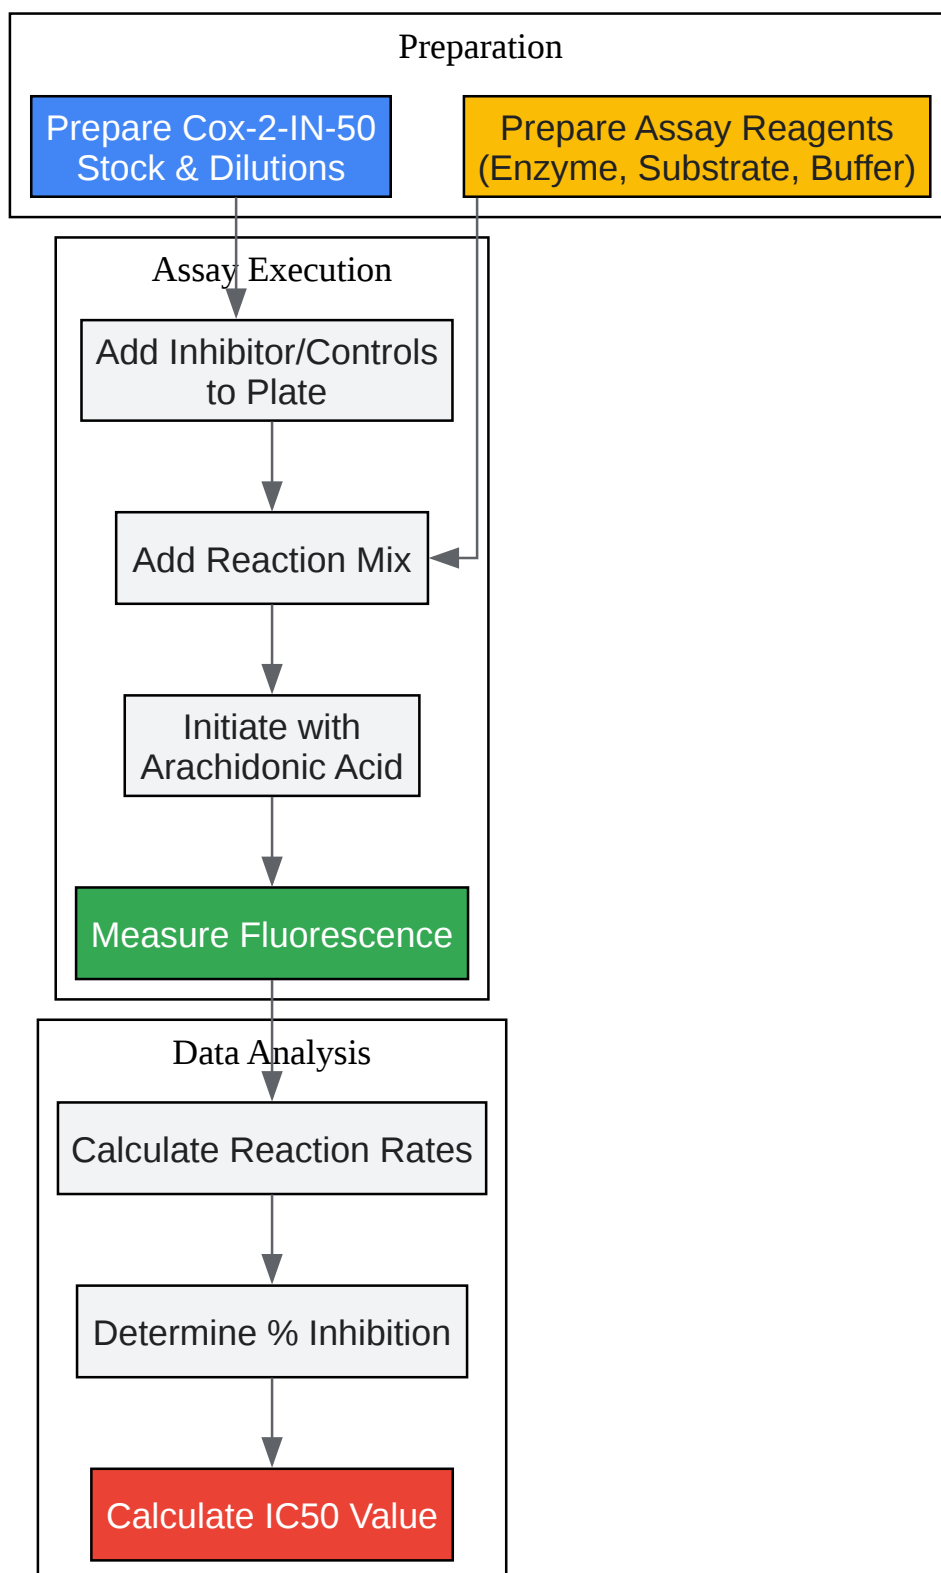 Preparation
Prepare Cox-2-IN-50
Stock & Dilutions
Prepare Assay Reagents
(Enzyme, Substrate, Buffer)
Assay Execution
Add Inhibitor/Controls
to Plate
Add Reaction Mix
Initiate with
Arachidonic Acid
Measure Fluorescence
Data Analysis
Calculate Reaction Rates
Determine % Inhibition
Calculate IC50 Value